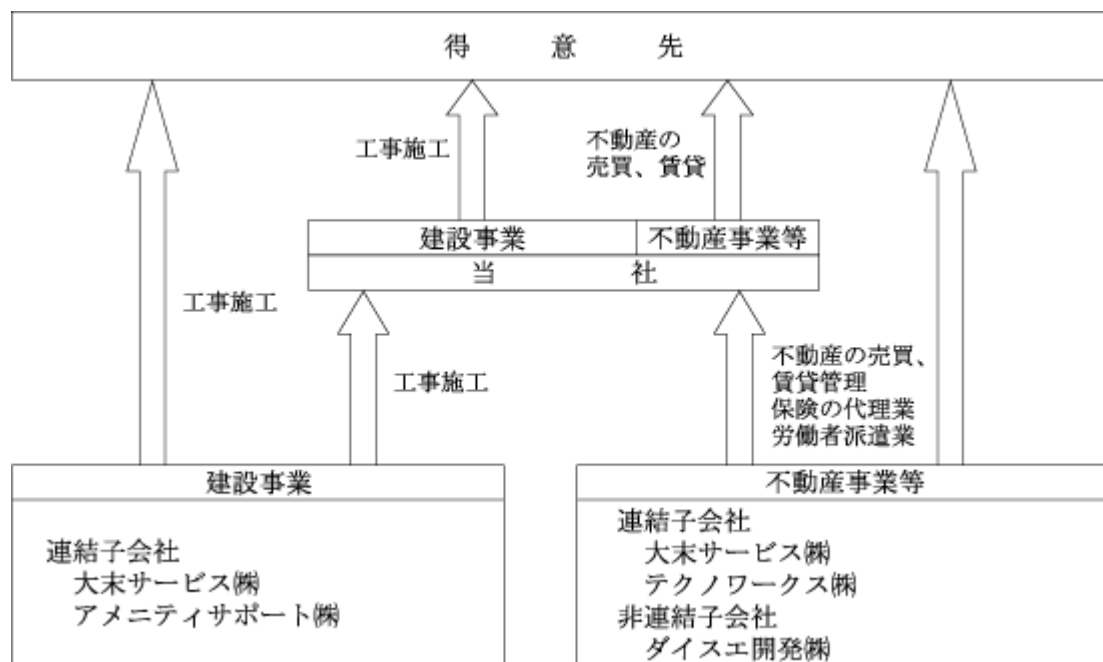 得意先
工事施工
不動産の
売買、賃貸
建設事業
不動産事業等
当社
工事施工
工事施工
不動産の売買、
賃貸管理
保険の代理業
労働者派遣業
建設事業
連結子会社
大末サービス㈱
アメニティサポート㈱
不動産事業等
連結子会社
大末サービス㈱
テクノワークス㈱
非連結子会社
ダイスエ開発㈱